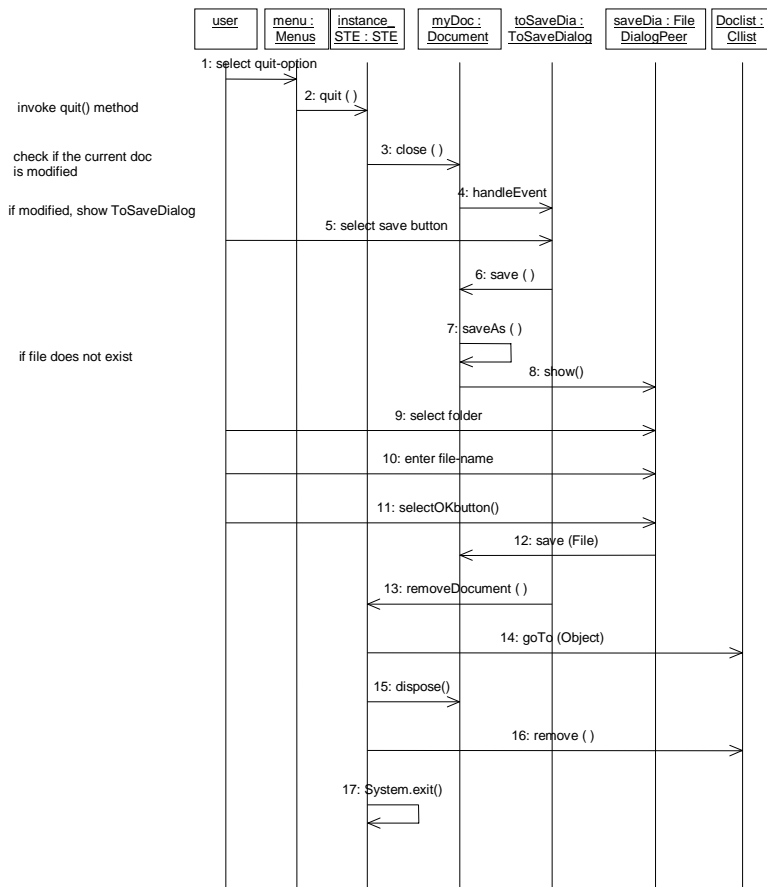 user
menu :
Menus
instance_
STE : STE
myDoc :
Document
toSaveDia :
ToSaveDialog
saveDia : File
DialogPeer
Doclist :
Cllist
1: select quit-option
2: quit ( )
invoke quit() method
3: close ( )
check if the current doc
is modified
4: handleEvent
if modified, show ToSaveDialog
5: select save button
6: save ( )
7: saveAs ( )
if file does not exist
8: show()
9: select folder
10: enter file-name
11: selectOKbutton()
12: save (File)
13: removeDocument ( )
14: goTo (Object)
15: dispose()
16: remove ( )
17: System.exit()